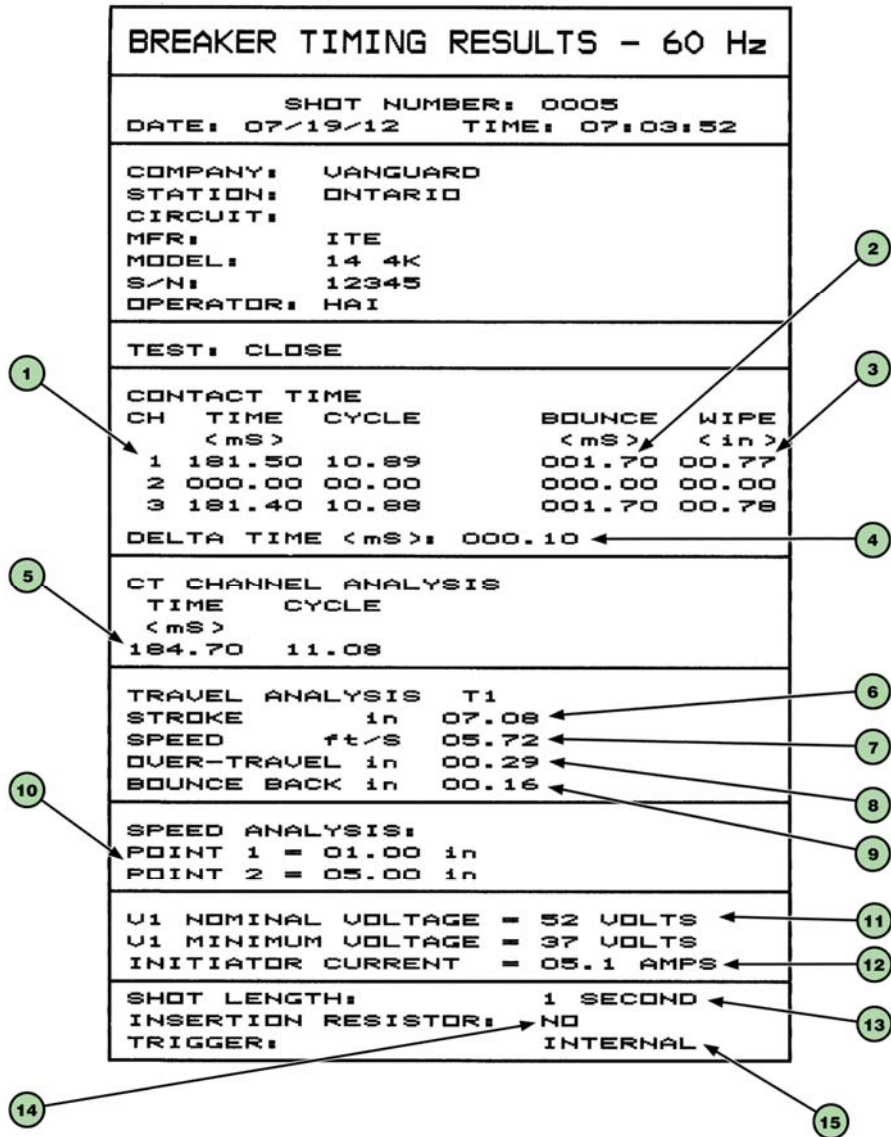 BREAKER TIMING RESULTS - 60 Hz
SHOT NUMBER: 0005
DATE: 07/19/12 TIME: 07:03:52
COMPANY: VANGUARD
STATION: ONTARIO
CIRCUIT:
MFR: ITE
MODEL: 14 4K
S/N: 12345
OPERATOR: HAI
2
TEST: CLOSE
1
3
CONTACT TIME
CH TIME CYCLE BOUNCE WIPE
<mS> <mS> <in>
1 181.50 10.89 001.70 00.77
2 000.00 00.00 000.00 00.00
3 181.40 10.88 001.70 00.78
DELTA TIME <mS>: 000.10
4
5
CT CHANNEL ANALYSIS
TIME CYCLE
<mS>
184.70 11.08
TRAVEL ANALYSIS T1
6
STROKE in 07.08
SPEED ft/S 05.72
7
OVER-TRAVEL in 00.29
BOUNCE BACK in 00.16
8
10
9
SPEED ANALYSIS:
POINT 1 = 01.00 in
POINT 2 = 05.00 in
V1 NOMINAL VOLTAGE = 52 VOLTS
11
V1 MINIMUM VOLTAGE = 37 VOLTS
INITIATOR CURRENT = 05.1 AMPS
12
SHOT LENGTH: 1 SECOND
13
INSERTION RESISTOR: NO
TRIGGER: INTERNAL
14
15